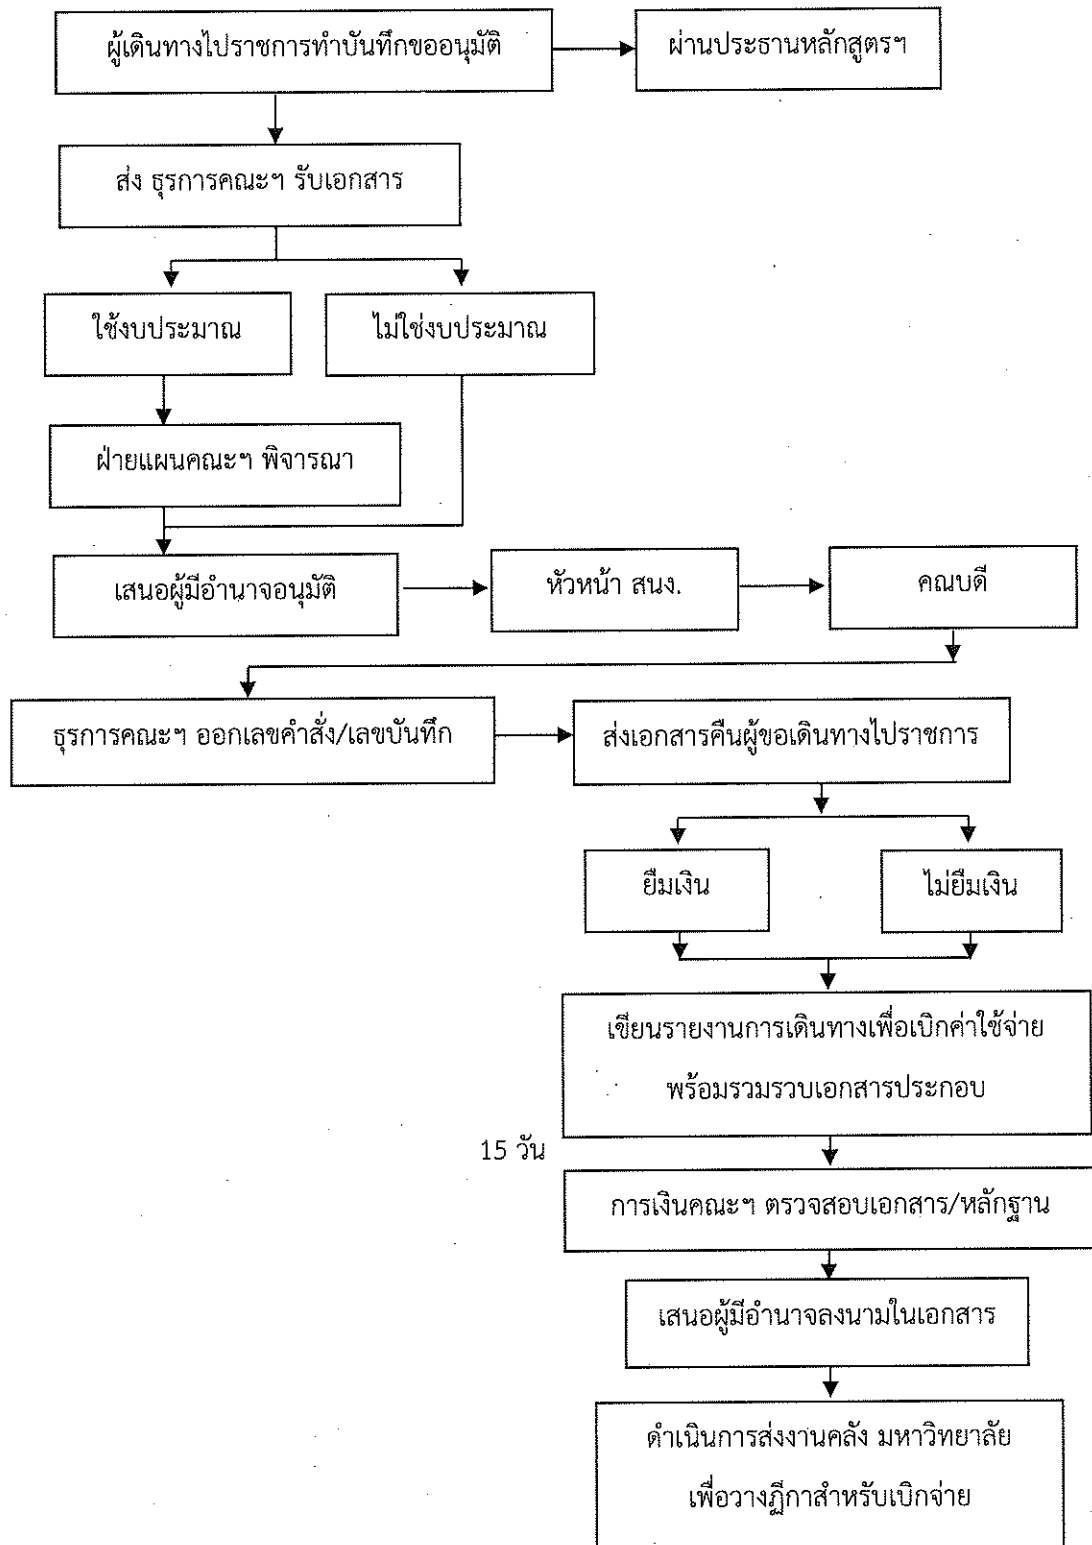 ผู้เดินทางไปราชการทำบันทึกขออนุมัติ
ผ่านประธานหลักสูตรฯ
ส่ง ธุรการคณะฯ รับเอกสาร
ใช้งบประมาณ
ไม่ใช่งบประมาณ
ฝ่ายแผนคณะฯ พิจารณา
เสนอผู้มีอำนาจอนุมัติ
หัวหน้า สนง.
คณบดี
ธุรการคณะฯ ออกเลขคำสั่ง/เลขบันทึก
ส่งเอกสารคืนผู้ขอเดินทางไปราชการ
ยืมเงิน
ไม่ยืมเงิน
เขียนรายงานการเดินทางเพื่อเบิกค่าใช้จ่าย
พร้อมรวมรวบเอกสารประกอบ
15 วัน
การเงินคณะฯ ตรวจสอบเอกสาร/หลักฐาน
เสนอผู้มีอำนาจลงนามในเอกสาร
ดำเนินการส่งงานคลัง มหาวิทยาลัย
เพื่อวางฏีกาสำหรับเบิกจ่าย